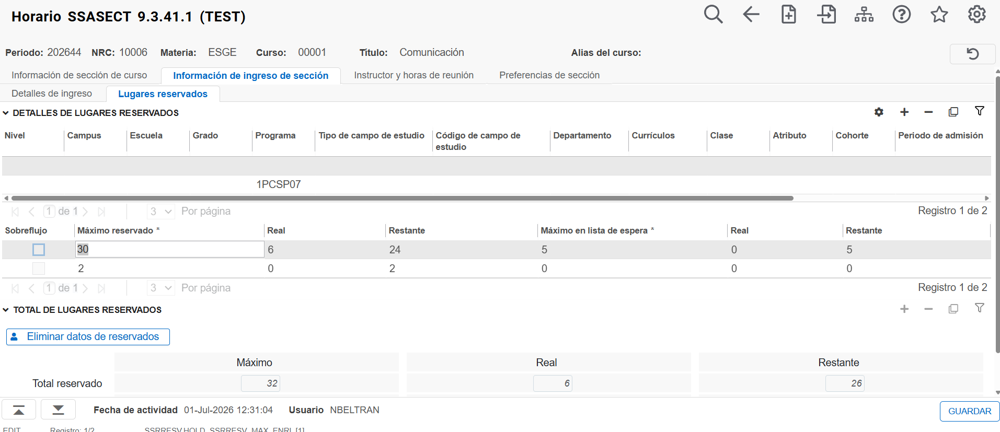 Horario SSASECT 9.3.41.1 (TEST)
Periodo: 202644 NRC: 10006 Materia: ESGE Curso: 00001 Título: Comunicación Alias del curso:
Información de sección de curso Información de ingreso de sección Instructor y horas de reunión Preferencias de sección
Detalles de ingreso Lugares reservados
DETALLES DE LUGARES RESERVADOS
Nivel Campus Escuela Grado Programa Tipo de campo de estudio Código de campo de estudio Departamento Currículos Clase Atributo Cohorte Periodo de admisión
1PCSP07
1 de 1 3 Por página Registro 1 de 2
Sobreflujo Máximo reservado * Real Restante Máximo en lista de espera * Real Restante
30 6 24 5 0 5
2 0 2 0 0 0
1 de 1 3 Por página Registro 1 de 2
TOTAL DE LUGARES RESERVADOS
Eliminar datos de reservados
Máximo Real Restante
Total reservado 32 6 26
Fecha de actividad 01-Jul-2026 12:31:04 Usuario NBELTRAN GUARDAR
EDIT Registro: 1/2 SSRRESV.HOLD_SSRRESV_MAX_ENRL [1]